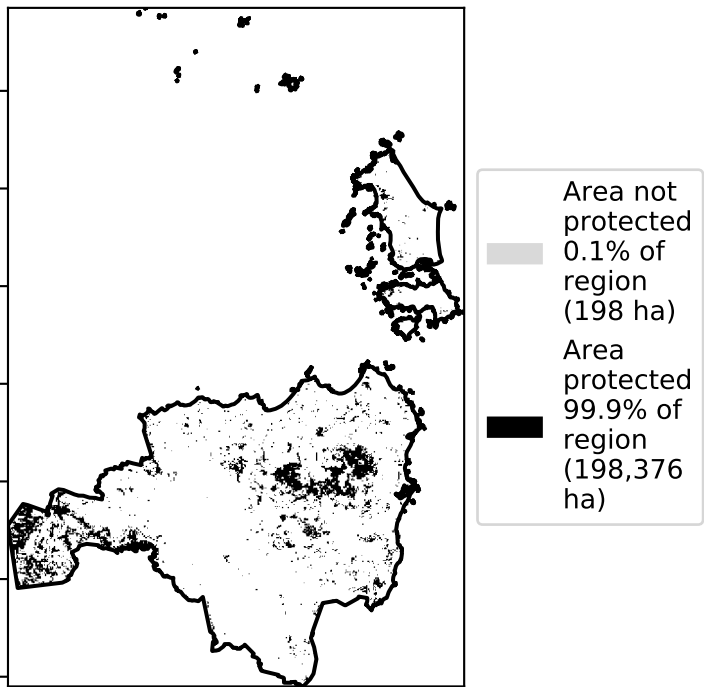 Area not
protected
0.1% of
region
(198 ha)
Area
protected
99.9% of
region
(198,376
ha)